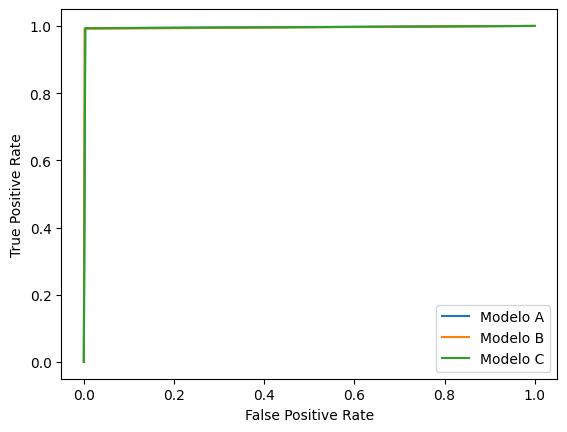 1.0
0.8
0.6
0.4
0.2
0.0
True Positive Rate
Modelo A
Modelo B
Modelo C
0.0 0.2 0.4 0.6 0.8 1.0
False Positive Rate